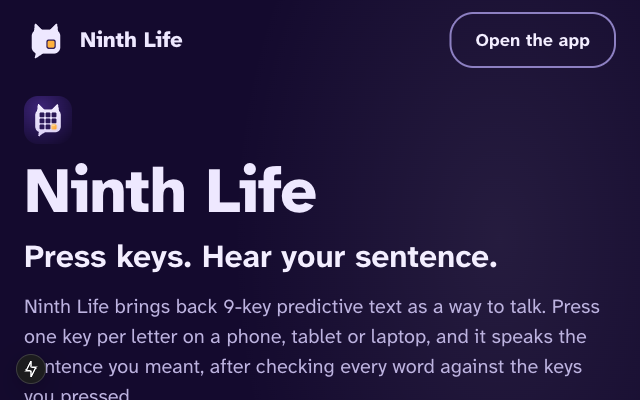 Ninth Life
Open the app
Ninth Life
Press keys. Hear your sentence.
Ninth Life brings back 9-key predictive text as a way to talk. Press
one key per letter on a phone, tablet or laptop, and it speaks the
sentence you meant, after checking every word against the keys
you pressed.